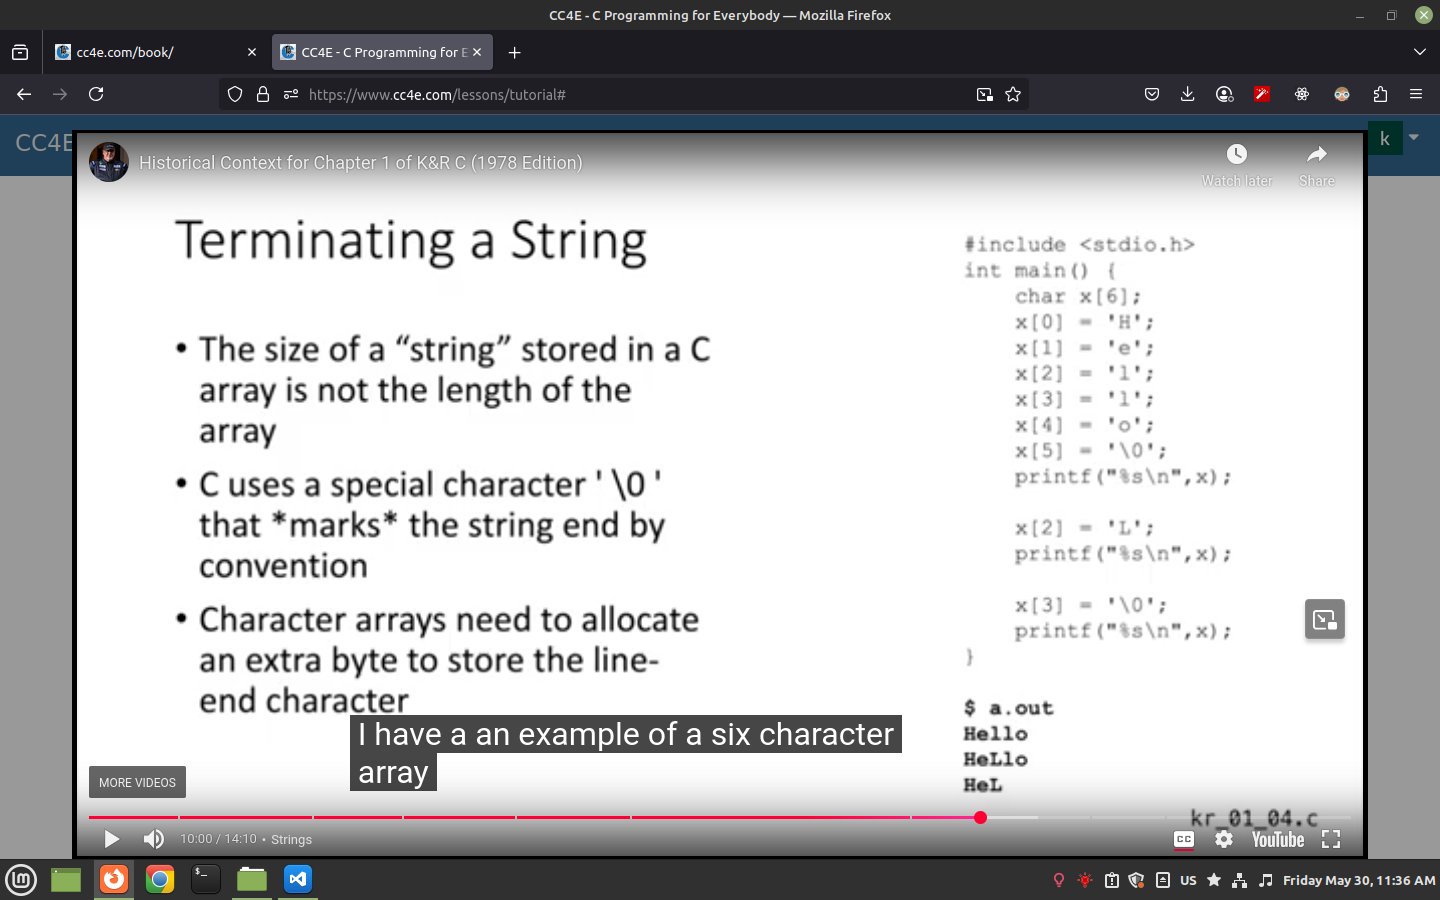 CC4E - C Programming for Everybody — Mozilla Firefox
cc4e.com/book/
CC4E - C Programming for E
https://www.cc4e.com/lessons/tutorial#
CC4E
k
Historical Context for Chapter 1 of K&R C (1978 Edition)
Watch later
Share
Terminating a String
• The size of a “string” stored in a C
array is not the length of the
array
• C uses a special character ' \0 '
that *marks* the string end by
convention
• Character arrays need to allocate
an extra byte to store the line-
end character
#include <stdio.h>
int main() {
char x[6];
x[0] = 'H';
x[1] = 'e';
x[2] = 'l';
x[3] = 'l';
x[4] = 'o';
x[5] = '\0';
printf("%s\n",x);
x[2] = 'L';
printf("%s\n",x);
x[3] = '\0';
printf("%s\n",x);
}
$ a.out
Hello
HeLlo
HeL
kr_01_04.c
I have a an example of a six character
array
MORE VIDEOS
10:00 / 14:10 • Strings
CC
YouTube
US
Friday May 30, 11:36 AM